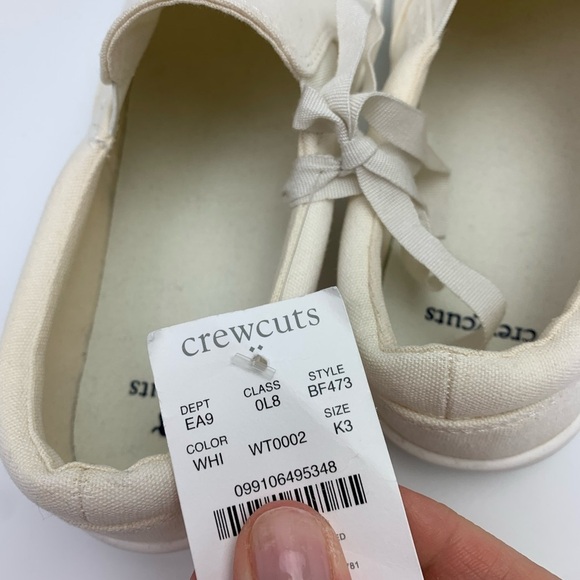 crewcuts
DEPT CLASS STYLE
EA9 0L8 BF473
COLOR SIZE
WHI WT0002 K3
099106495348
crewcuts